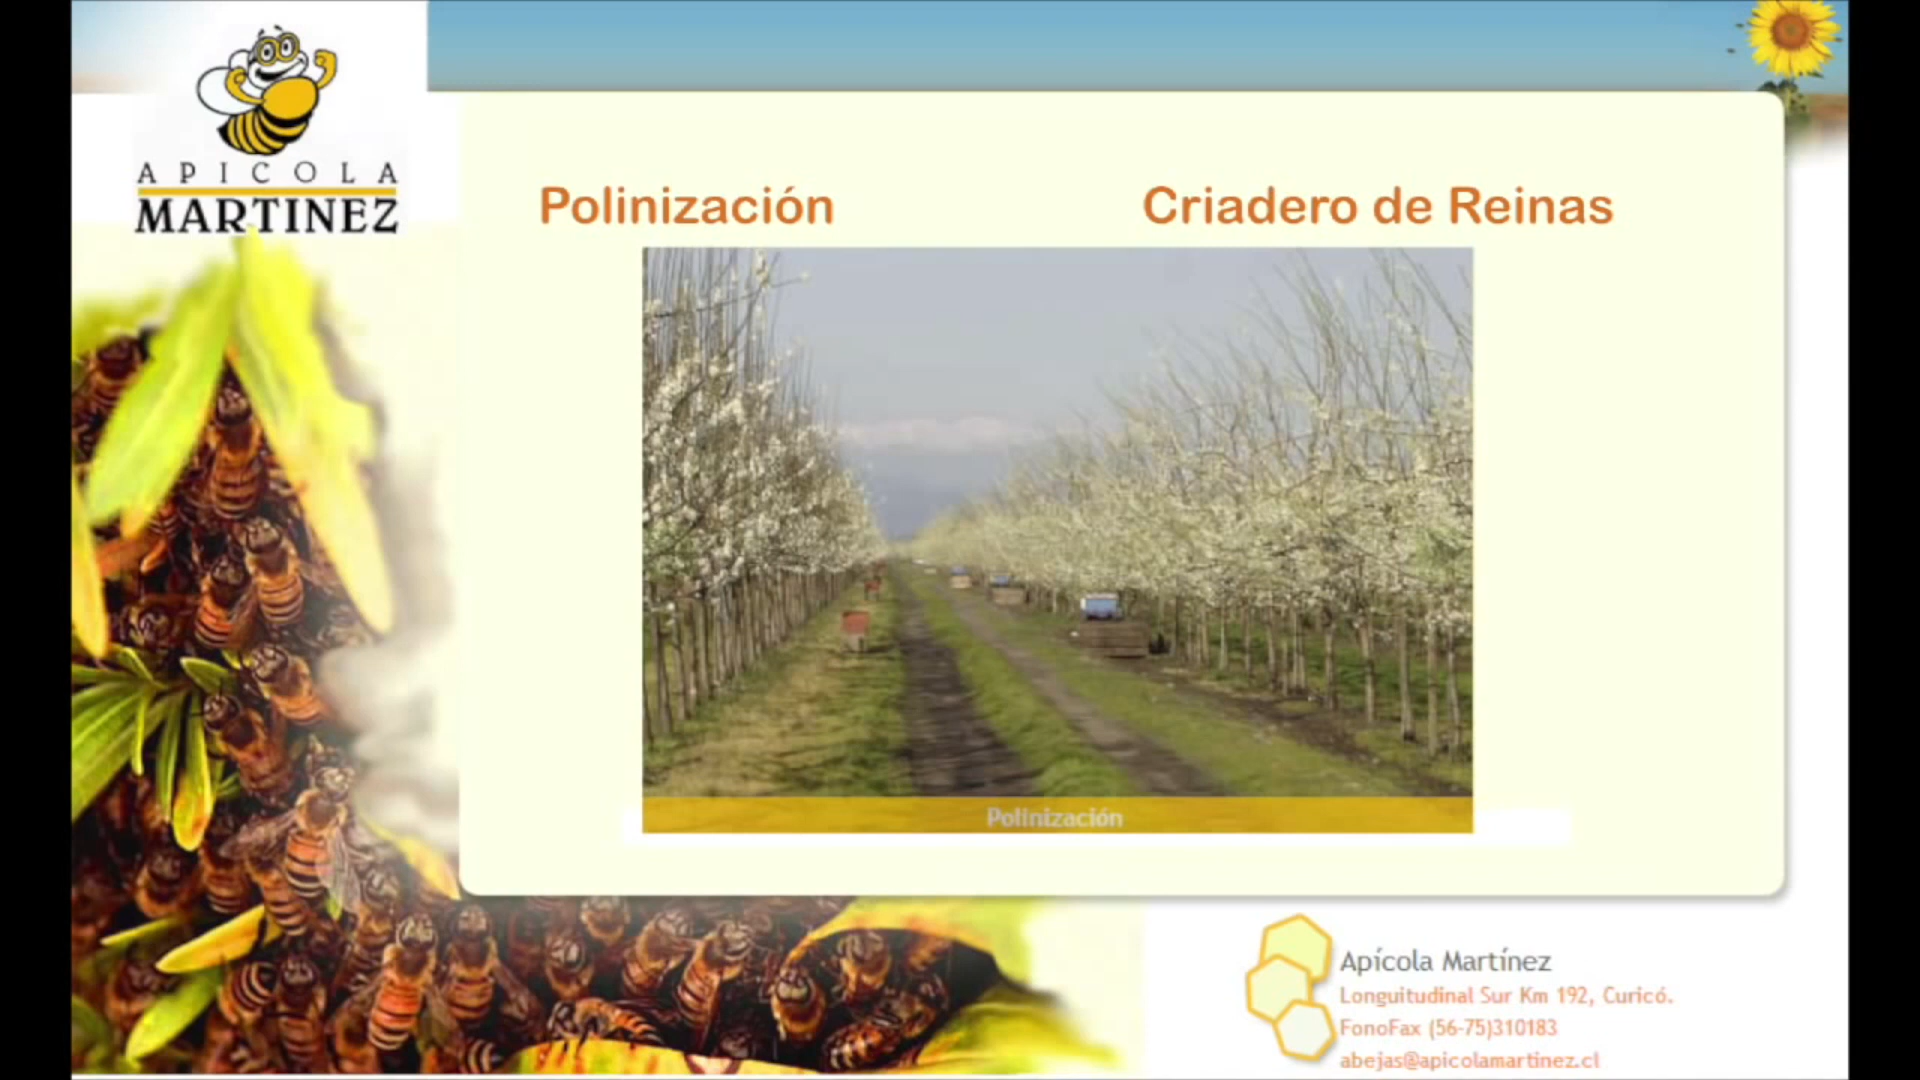 APICOLA
MARTINEZ
Polinización
Criadero de Reinas
Polinización
Apícola Martínez
Longuitudinal Sur Km 192, Curicó.
FonoFax (56-75)310183
abejas@apicolamartinez.cl